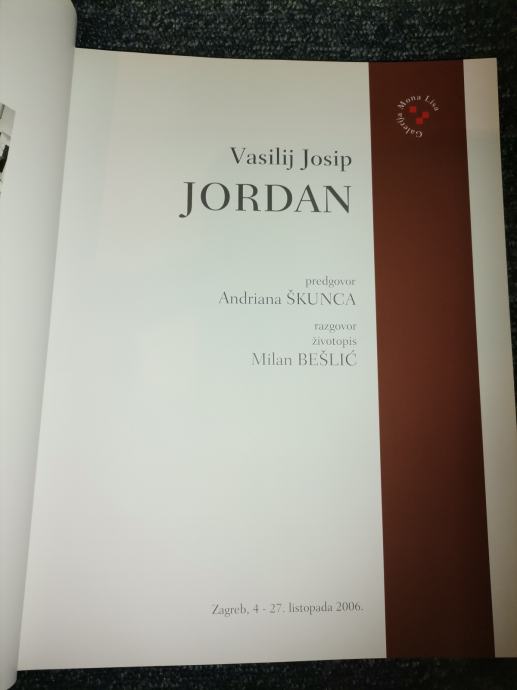 Galerija Mona Lisa
Vasilij Josip
JORDAN
predgovor
Andriana ŠKUNCA
razgovor
životopis
Milan BEŠLIĆ
Zagreb, 4 - 27. listopada 2006.